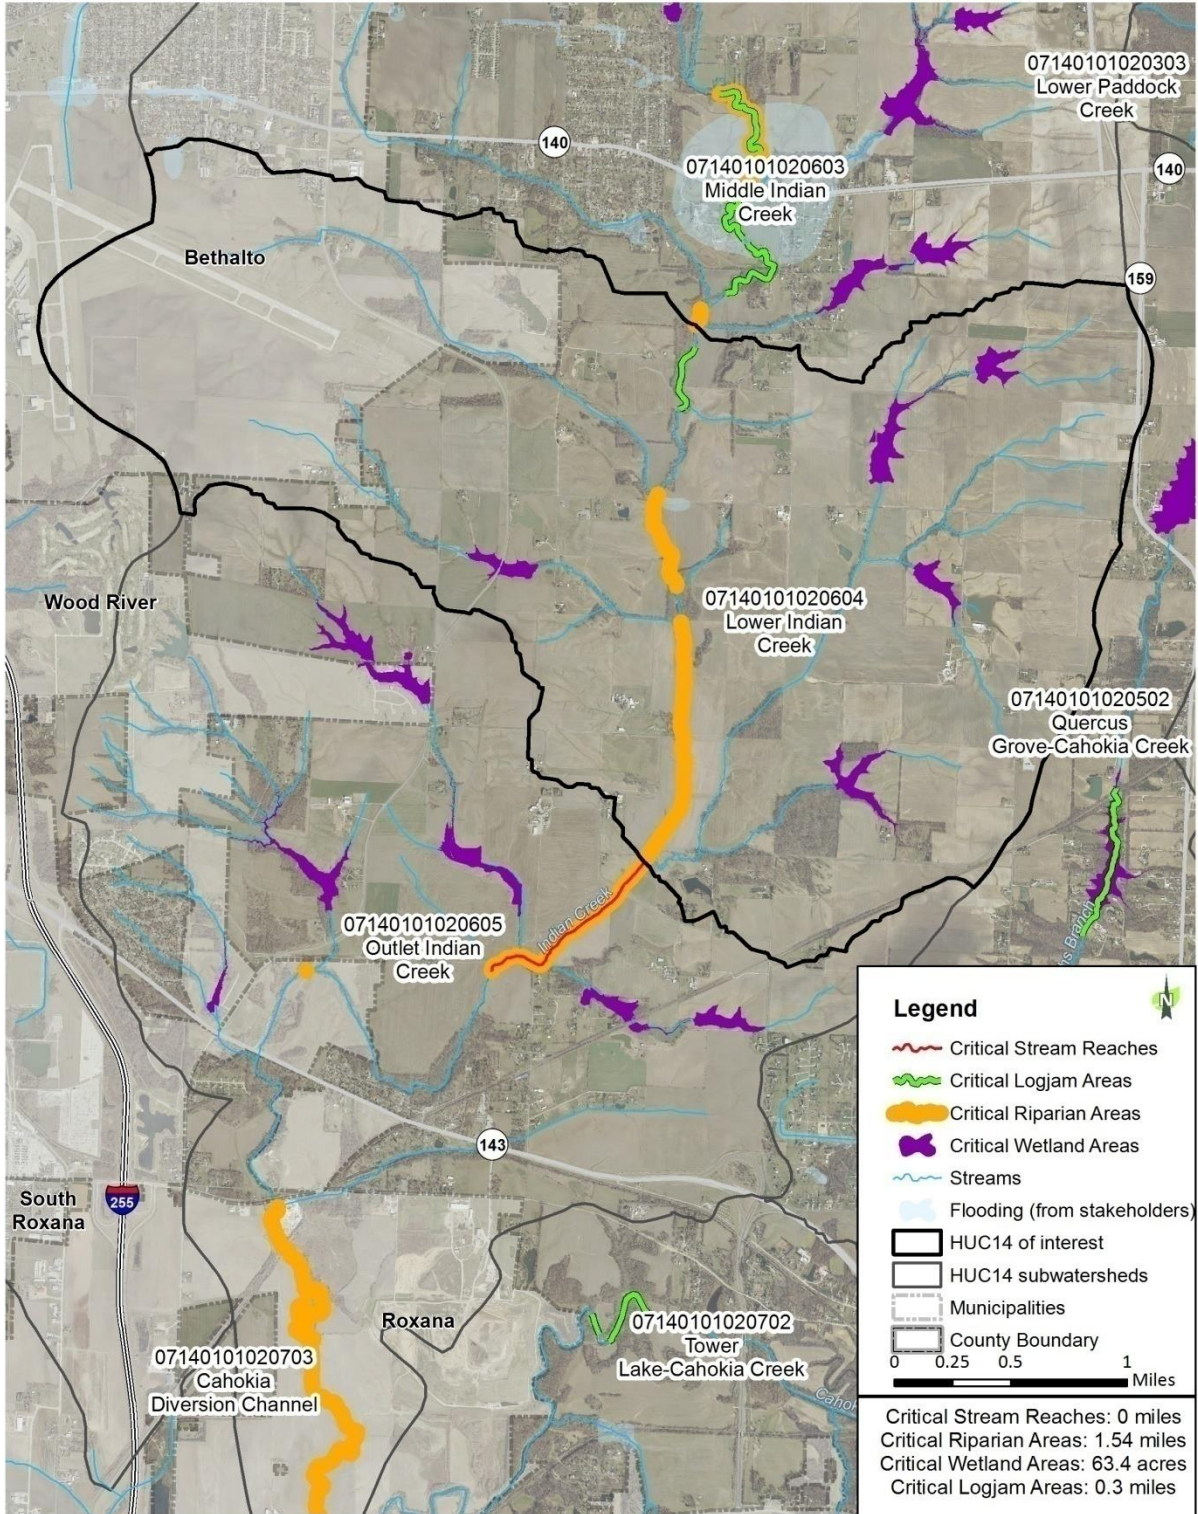 07140101020303
Lower Paddock
Creek
140
07140101020603
Middle Indian
Creek
140
Bethalto
159
Wood River
07140101020604
Lower Indian
Creek
07140101020502
Quercus
Grove-Cahokia Creek
Indian Creek
07140101020605
Outlet Indian
Creek
ns Branch
143
South
Roxana
255
Roxana
07140101020702
Tower
Lake-Cahokia Creek
07140101020703
Cahokia
Diversion Channel
Cahok
Legend
N
Critical Stream Reaches
Critical Logjam Areas
Critical Riparian Areas
Critical Wetland Areas
Streams
Flooding (from stakeholders)
HUC14 of interest
HUC14 subwatersheds
Municipalities
County Boundary
0 0.25 0.5 1
Miles
Critical Stream Reaches: 0 miles
Critical Riparian Areas: 1.54 miles
Critical Wetland Areas: 63.4 acres
Critical Logjam Areas: 0.3 miles